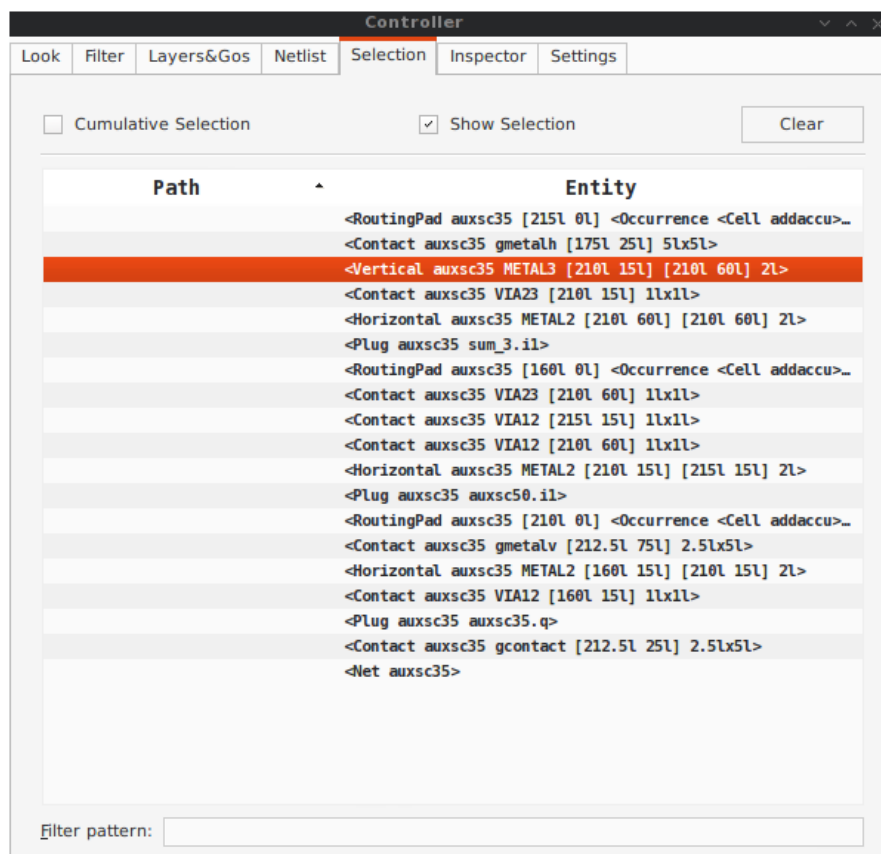 Controller
Look Filter Layers&Gos Netlist Selection Inspector Settings
Cumulative Selection Show Selection Clear
Path Entity
<RoutingPad auxsc35 [215l 0l] <Occurrence <Cell addaccu>…
<Contact auxsc35 gmetalh [175l 25l] 5lx5l>
<Vertical auxsc35 METAL3 [210l 15l] [210l 60l] 2l>
<Contact auxsc35 VIA23 [210l 15l] 1lx1l>
<Horizontal auxsc35 METAL2 [210l 60l] [210l 60l] 2l>
<Plug auxsc35 sum_3.i1>
<RoutingPad auxsc35 [160l 0l] <Occurrence <Cell addaccu>…
<Contact auxsc35 VIA23 [210l 60l] 1lx1l>
<Contact auxsc35 VIA12 [215l 15l] 1lx1l>
<Contact auxsc35 VIA12 [210l 60l] 1lx1l>
<Horizontal auxsc35 METAL2 [210l 15l] [215l 15l] 2l>
<Plug auxsc35 auxsc50.i1>
<RoutingPad auxsc35 [210l 0l] <Occurrence <Cell addaccu>…
<Contact auxsc35 gmetalv [212.5l 75l] 2.5lx5l>
<Horizontal auxsc35 METAL2 [160l 15l] [210l 15l] 2l>
<Contact auxsc35 VIA12 [160l 15l] 1lx1l>
<Plug auxsc35 auxsc35.q>
<Contact auxsc35 gcontact [212.5l 25l] 2.5lx5l>
<Net auxsc35>
Filter pattern: